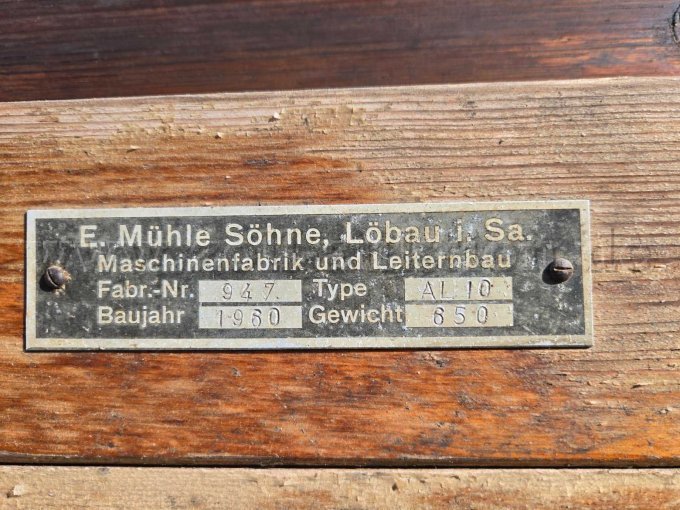 E. Mühle Söhne, Löbau i. Sa.
Maschinenfabrik und Leiternbau
Fabr.-Nr. 947. Type AL 10
Baujahr 1960 Gewicht 650